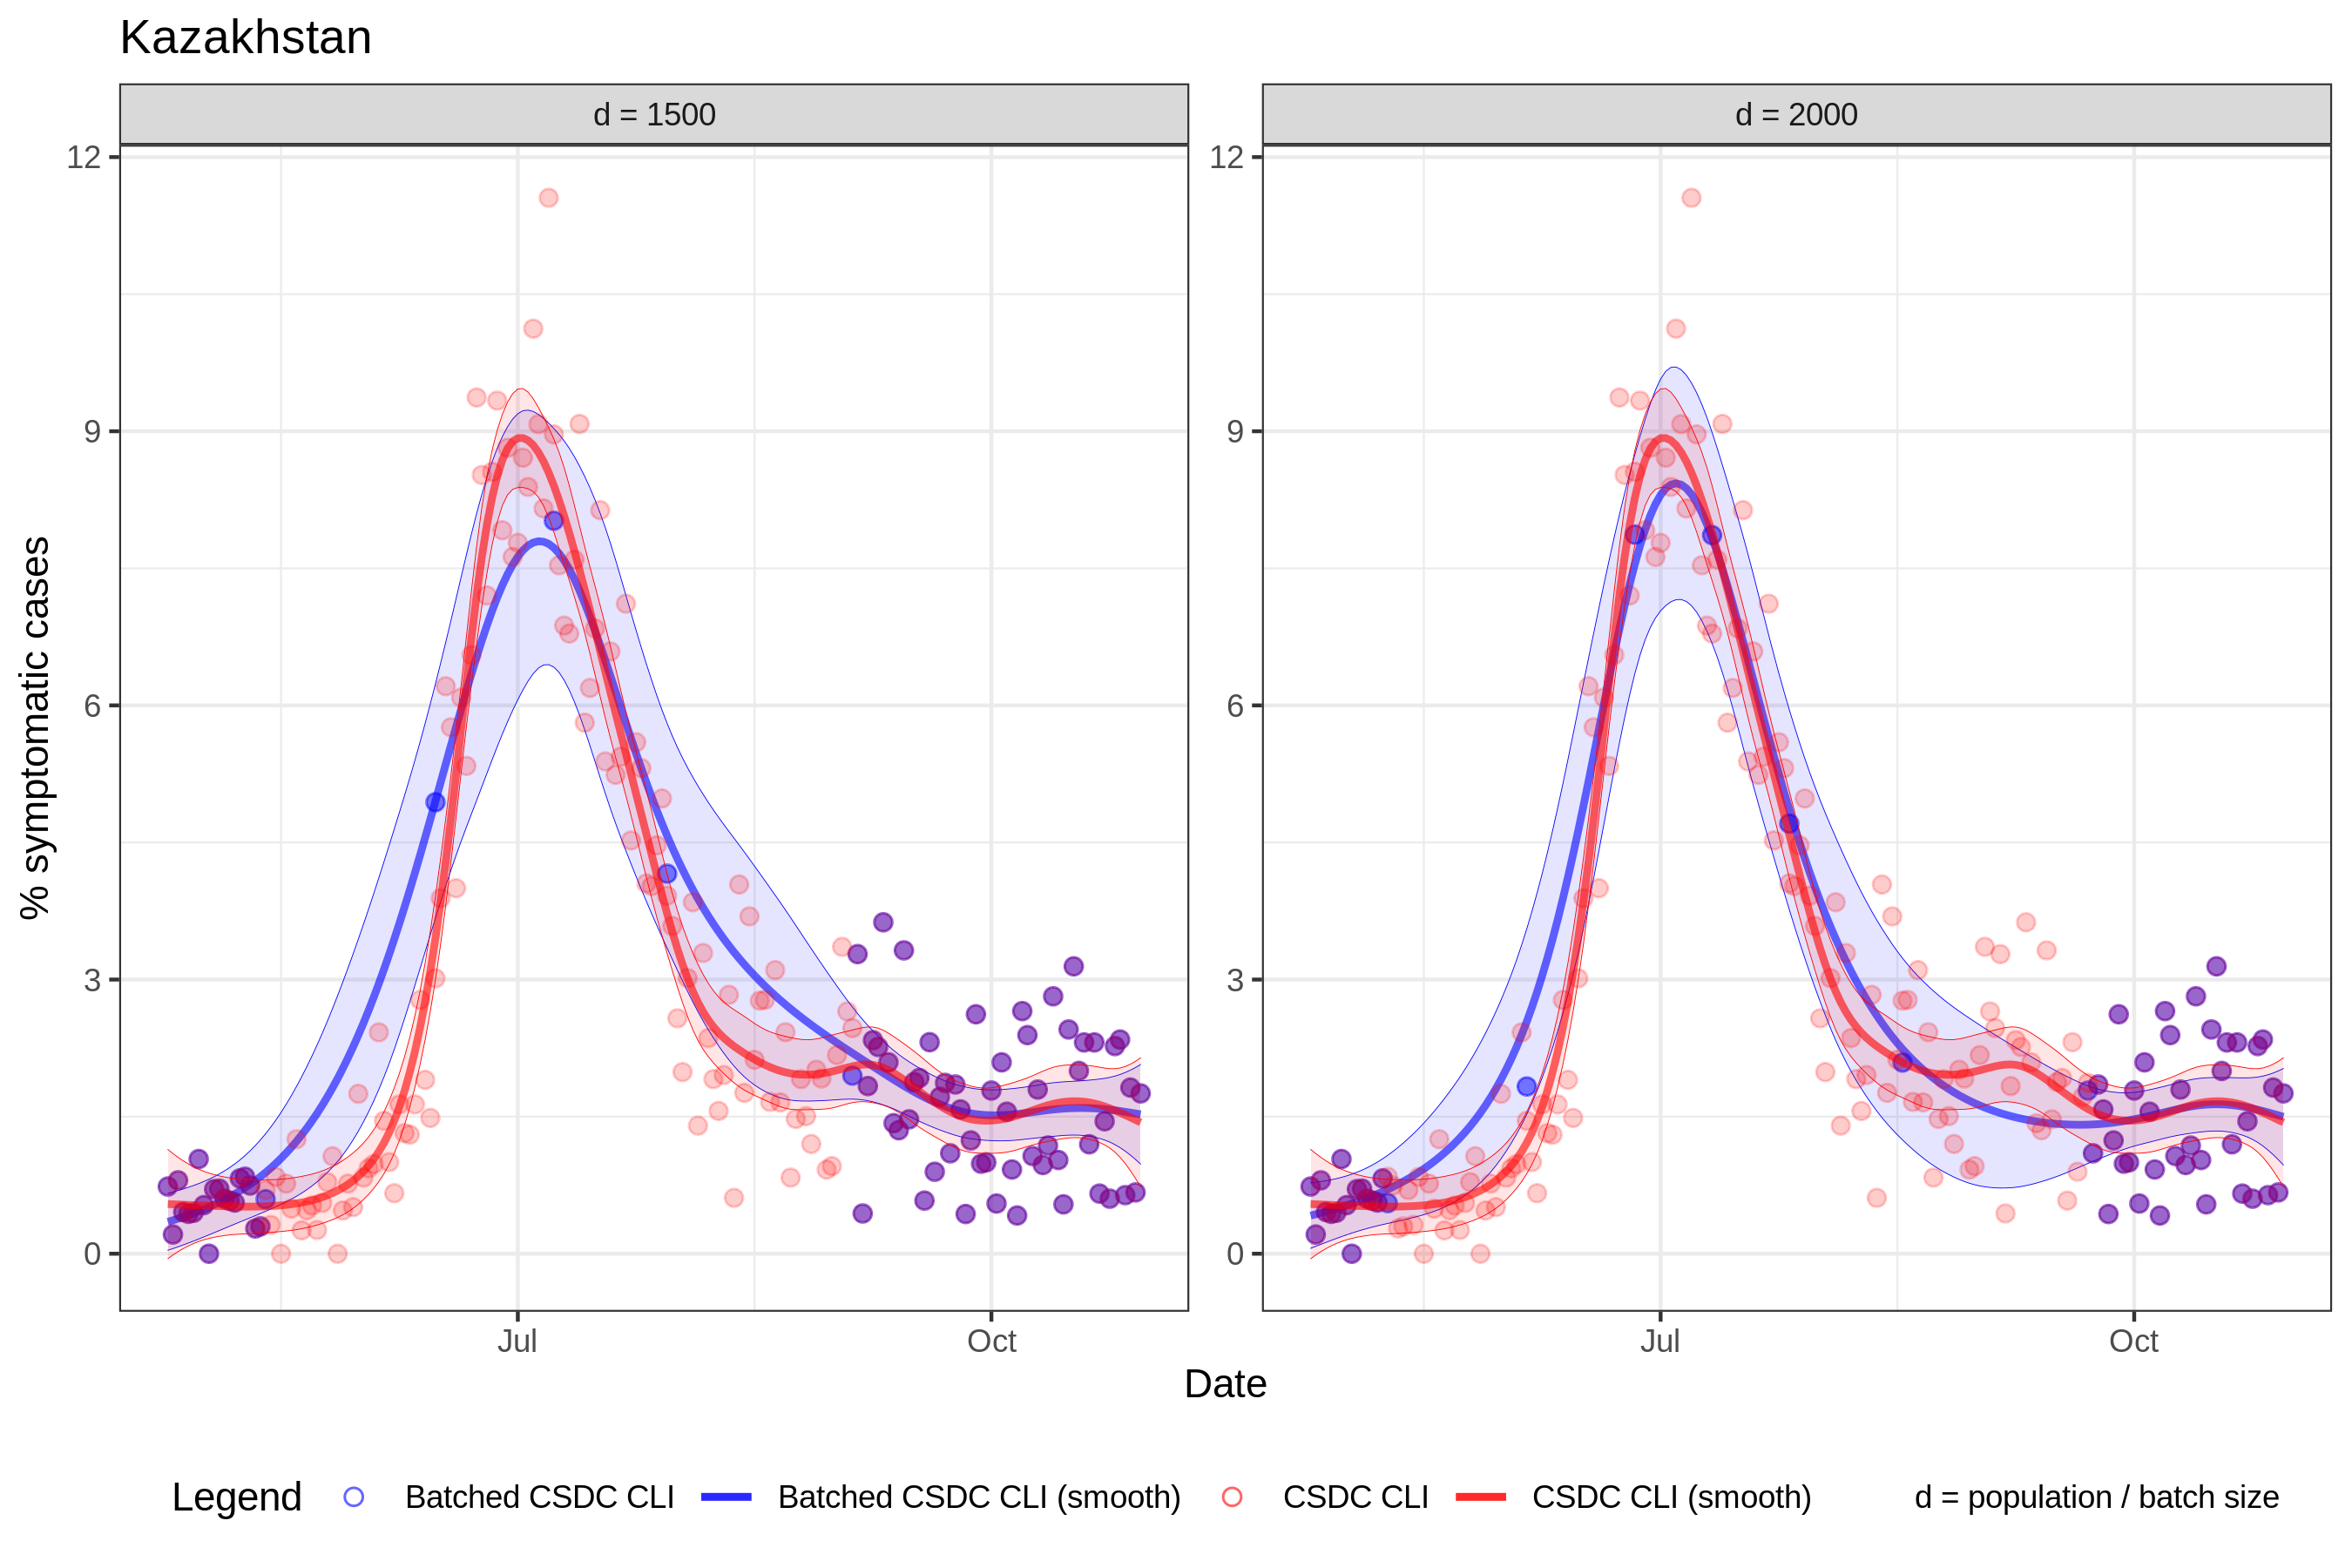 Kazakhstan
d = 1500
d = 2000
% symptomatic cases
12
9
6
3
0
12
9
6
3
0
Jul
Oct
Jul
Oct
Date
Legend Batched CSDC CLI Batched CSDC CLI (smooth) CSDC CLI CSDC CLI (smooth) d = population / batch size